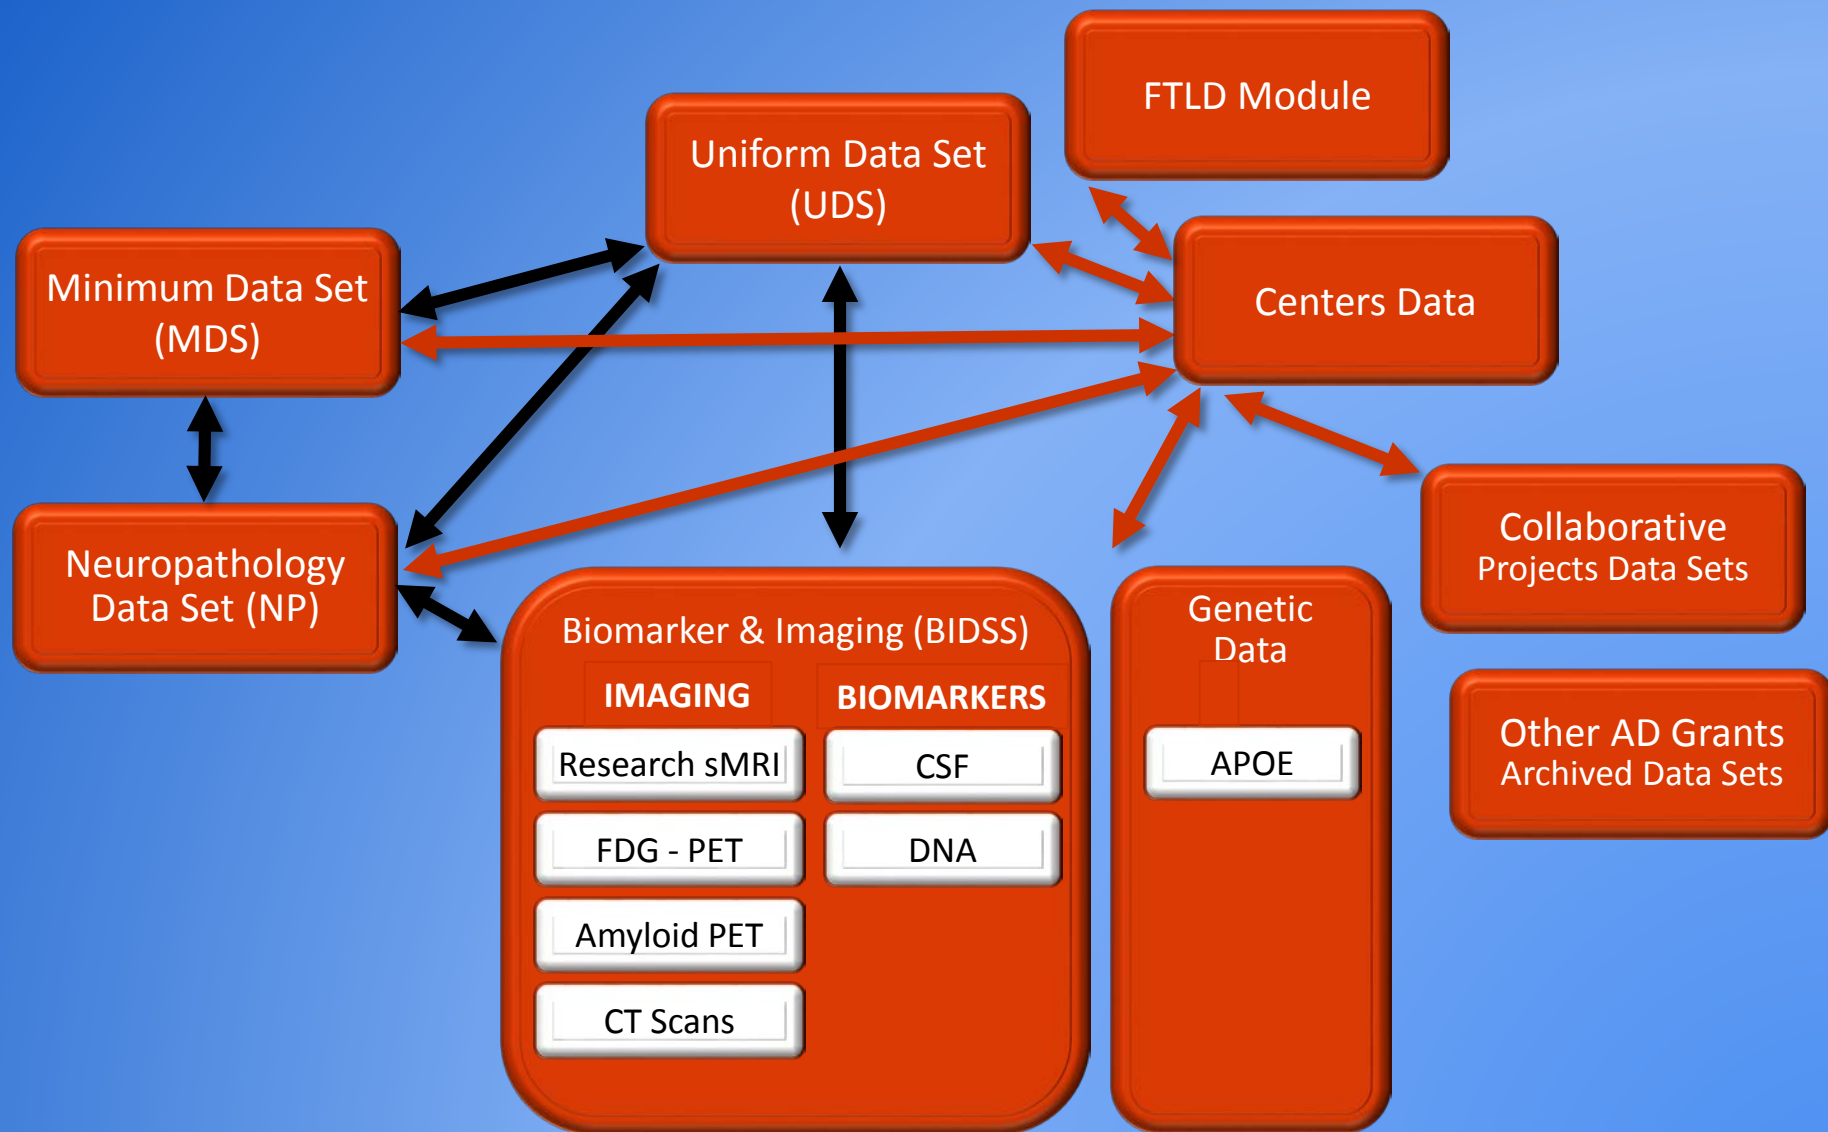 FTLD Module
Uniform Data Set
(UDS)
Minimum Data Set
(MDS)
Centers Data
Neuropathology
Data Set (NP)
Collaborative
Projects Data Sets
Biomarker & Imaging (BIDSS)
IMAGING
BIOMARKERS
Research sMRI
CSF
FDG - PET
DNA
Amyloid PET
CT Scans
Genetic
Data
APOE
Other AD Grants
Archived Data Sets